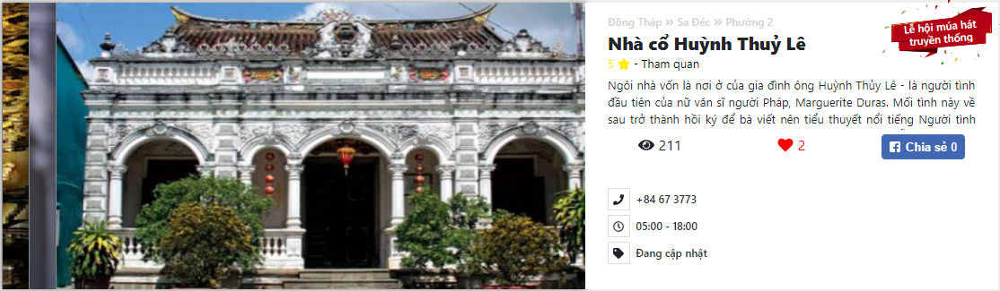 Đồng Tháp >> Sa Đéc >> Phường 2
Lễ hội múa hát
truyền thống
Nhà cổ Huỳnh Thuỷ Lê
5 - Tham quan
Ngôi nhà vốn là nơi ở của gia đình ông Huỳnh Thủy Lê - là người tình
đầu tiên của nữ văn sĩ người Pháp, Marguerite Duras. Mối tình này về
sau trở thành hồi ký để bà viết nên tiểu thuyết nổi tiếng Người tình
211
2
Chia sẻ 0
+84 67 3773
05:00 - 18:00
Đang cập nhật